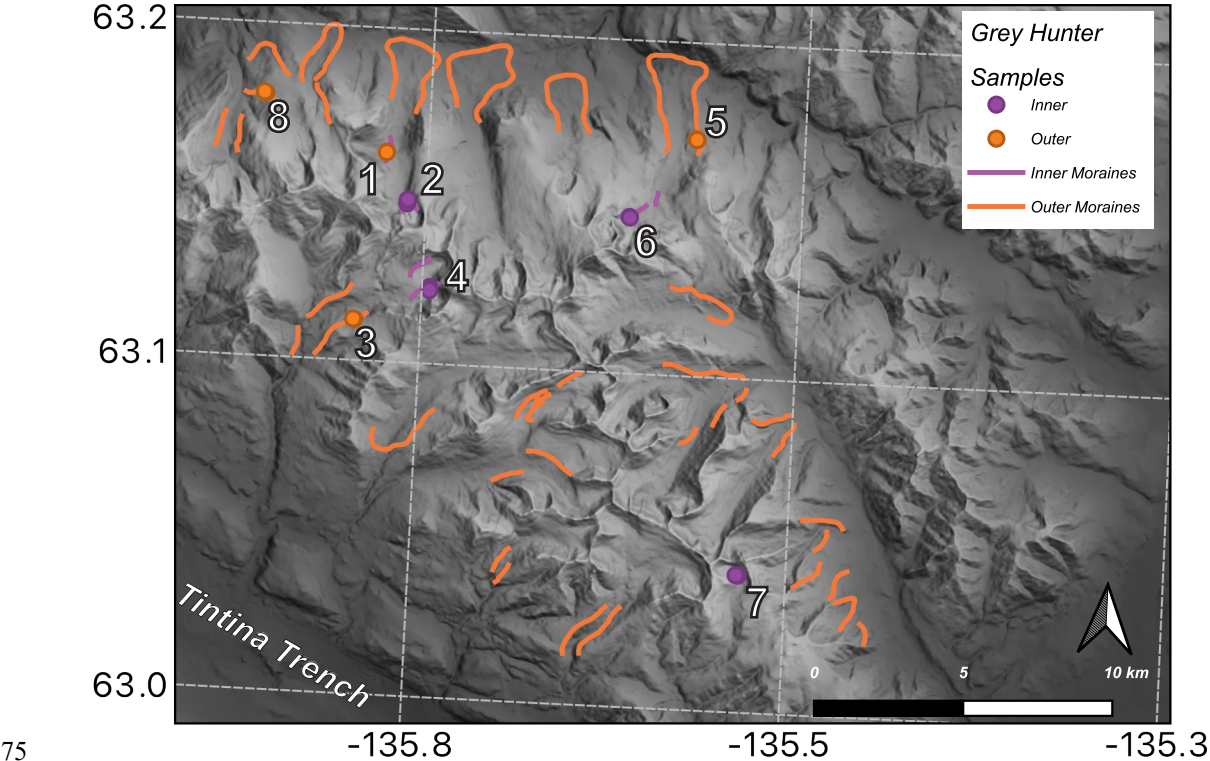 63.2
Grey Hunter
Samples
Inner
Outer
Inner Moraines
Outer Moraines
8
5
1
2
6
4
3
63.1
7
Tintina Trench
63.0
0
5
10 km
75
-135.8
-135.5
-135.3